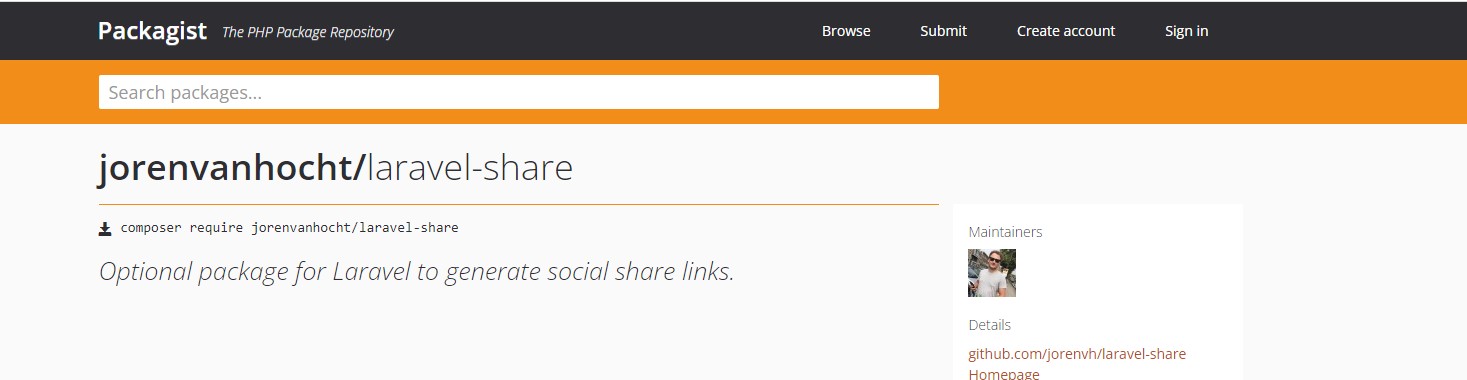 Packagist The PHP Package Repository Browse Submit Create account Sign in
Search packages...
jorenvanhocht/laravel-share
composer require jorenvanhocht/laravel-share
Optional package for Laravel to generate social share links.
Maintainers
Details
github.com/jorenvh/laravel-share
Homepage